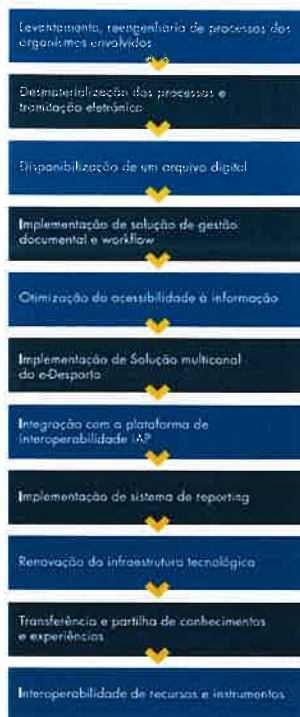 Levantamento, reengenharia de processos dos
organismos envolvidos
Desmaterialização dos processos e
tramitação eletrónica
Disponibilização de um arquivo digital
Implementação de solução de gestão
documental e workflow
Otimização da acessibilidade à informação
Implementação de Solução multicanal
do e-Desporto
Integração com a plataforma de
interoperabilidade iAP
Implementação de sistema de reporting
Renovação da infraestrutura tecnológica
Transferência e partilha de conhecimentos
e experiências
Interoperabilidade de recursos e instrumentos